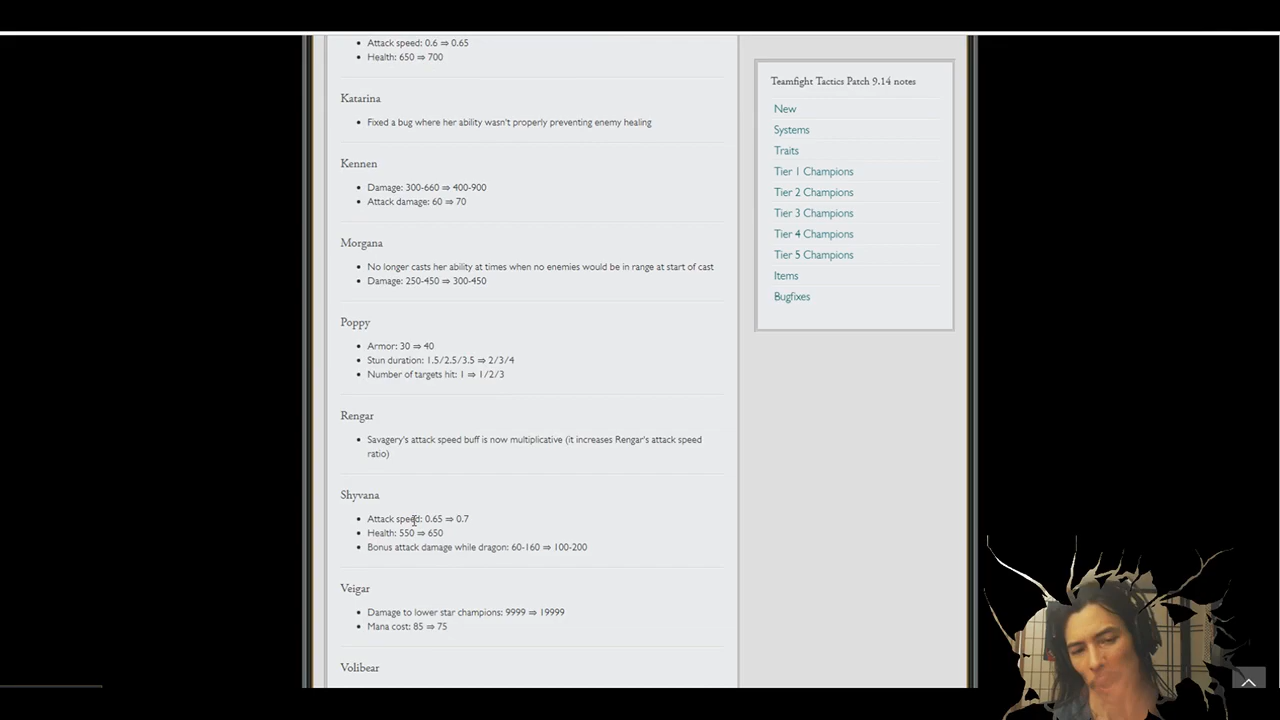 Attack speed: 0.6 ⇒ 0.65
Health: 650 ⇒ 700
Katarina
Fixed a bug where her ability wasn't properly preventing enemy healing
Kennen
Damage: 300-660 ⇒ 400-900
Attack damage: 60 ⇒ 70
Morgana
No longer casts her ability at times when no enemies would be in range at start of cast
Damage: 250-450 ⇒ 300-450
Poppy
Armor: 30 ⇒ 40
Stun duration: 1.5/2.5/3.5 ⇒ 2/3/4
Number of targets hit: 1 ⇒ 1/2/3
Rengar
Savagery's attack speed buff is now multiplicative (it increases Rengar's attack speed
ratio)
Shyvana
Attack speed: 0.65 ⇒ 0.7
Health: 550 ⇒ 650
Bonus attack damage while dragon: 60-160 ⇒ 100-200
Veigar
Damage to lower star champions: 9999 ⇒ 19999
Mana cost: 85 ⇒ 75
Volibear
Teamfight Tactics Patch 9.14 notes
New
Systems
Traits
Tier 1 Champions
Tier 2 Champions
Tier 3 Champions
Tier 4 Champions
Tier 5 Champions
Items
Bugfixes